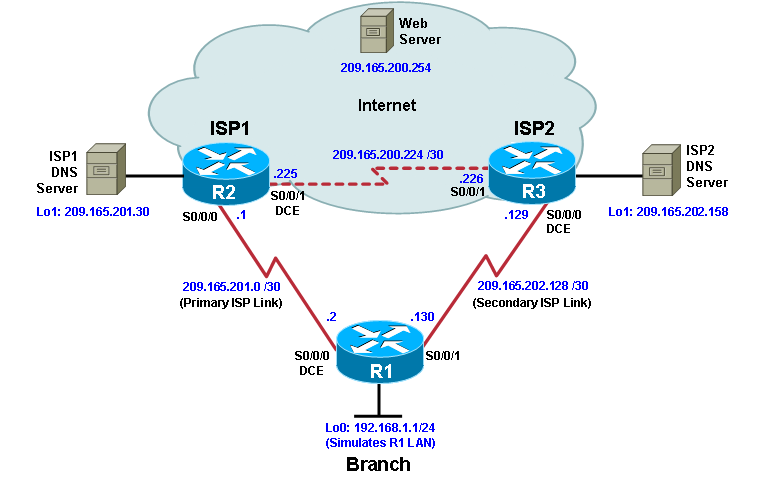 Web
Server
209.165.200.254
Internet
ISP1
ISP2
ISP1
DNS
Server
ISP2
DNS
Server
209.165.200.224 /30
.225
.226
R2
R3
S0/0/1
DCE
S0/0/1
Lo1: 209.165.201.30
Lo1: 209.165.202.158
S0/0/0
.1
.129
S0/0/0
DCE
209.165.201.0 /30
(Primary ISP Link)
209.165.202.128 /30
(Secondary ISP Link)
.2
.130
S0/0/0
DCE
S0/0/1
R1
Lo0: 192.168.1.1/24
(Simulates R1 LAN)
Branch